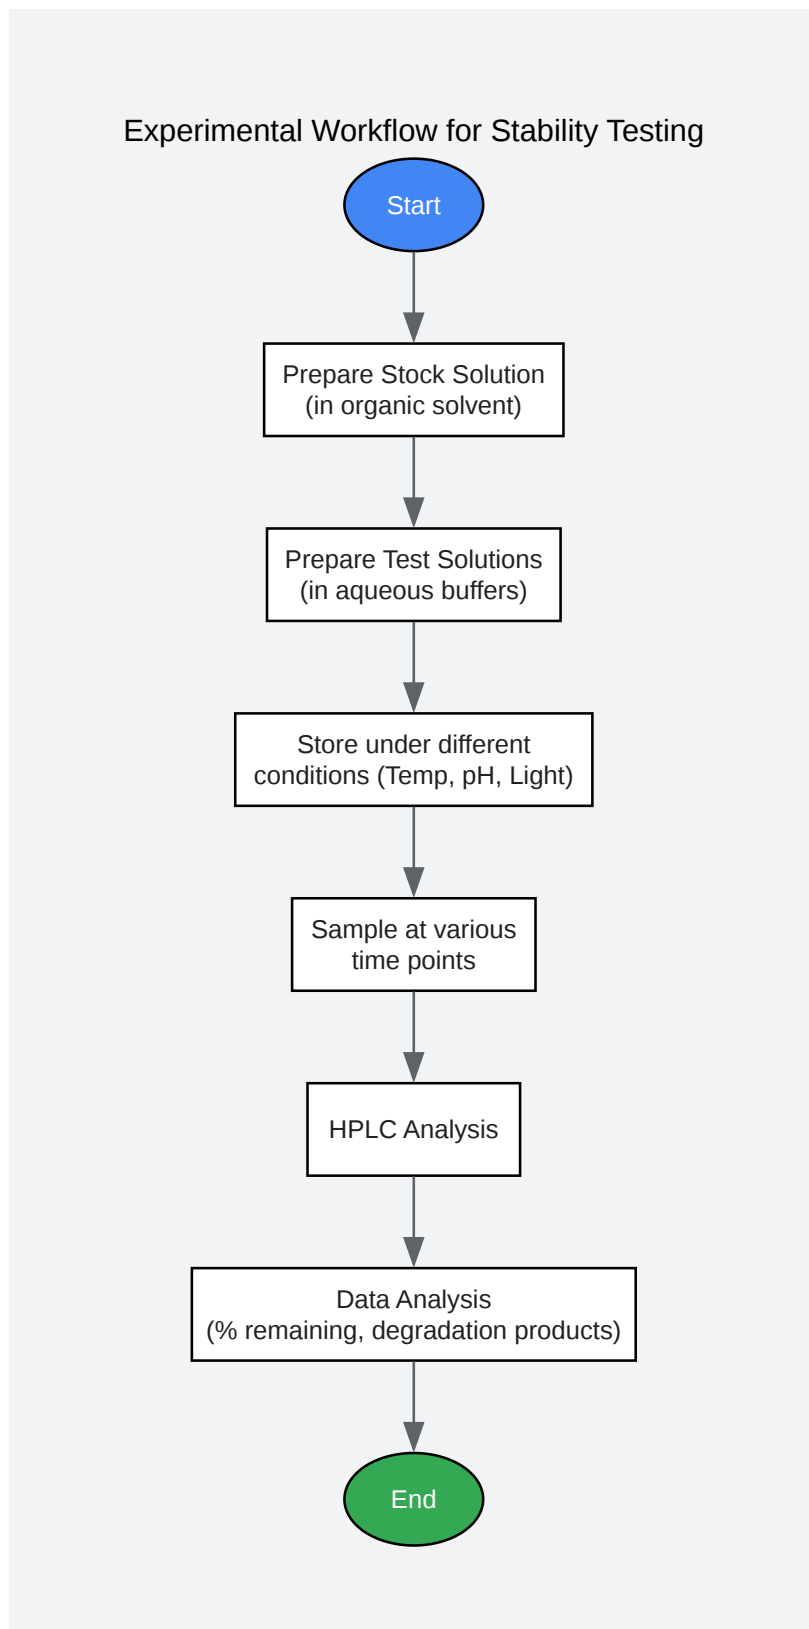 Experimental Workflow for Stability Testing
Start
Prepare Stock Solution
(in organic solvent)
Prepare Test Solutions
(in aqueous buffers)
Store under different
conditions (Temp, pH, Light)
Sample at various
time points
HPLC Analysis
Data Analysis
(% remaining, degradation products)
End